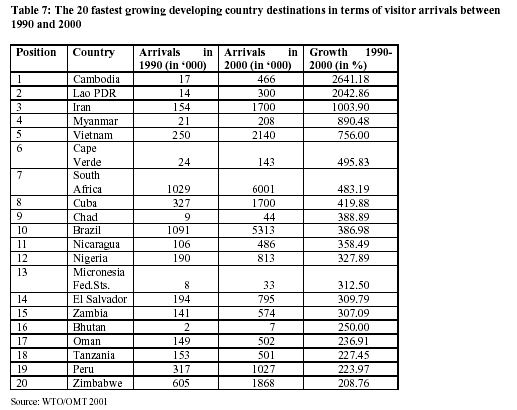 Table 7: The 20 fastest growing developing country destinations in terms of visitor arrivals between
1990 and 2000
Position Country Arrivals in 1990 (in ‘000) Arrivals in 2000 (in ‘000) Growth 1990-2000 (in %)
1 Cambodia 17 466 2641.18
2 Lao PDR 14 300 2042.86
3 Iran 154 1700 1003.90
4 Myanmar 21 208 890.48
5 Vietnam 250 2140 756.00
6 Cape Verde 24 143 495.83
7 South Africa 1029 6001 483.19
8 Cuba 327 1700 419.88
9 Chad 9 44 388.89
10 Brazil 1091 5313 386.98
11 Nicaragua 106 486 358.49
12 Nigeria 190 813 327.89
13 Micronesia Fed.Sts. 8 33 312.50
14 El Salvador 194 795 309.79
15 Zambia 141 574 307.09
16 Bhutan 2 7 250.00
17 Oman 149 502 236.91
18 Tanzania 153 501 227.45
19 Peru 317 1027 223.97
20 Zimbabwe 605 1868 208.76
Source: WTO/OMT 2001